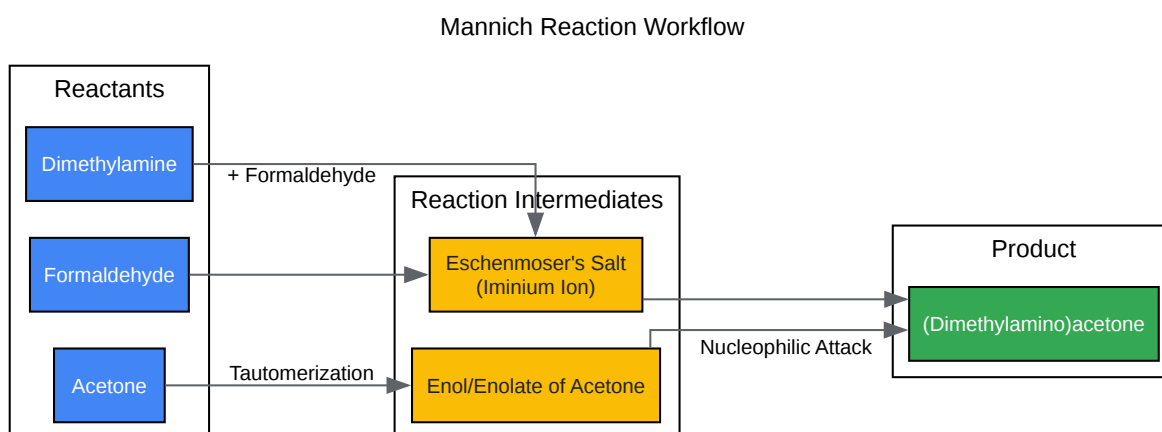 Mannich Reaction Workflow
Reactants
Dimethylamine
+ Formaldehyde
Formaldehyde
Acetone
Tautomerization
Reaction Intermediates
Eschenmoser's Salt
(Iminium Ion)
Enol/Enolate of Acetone
Nucleophilic Attack
Product
(Dimethylamino)acetone